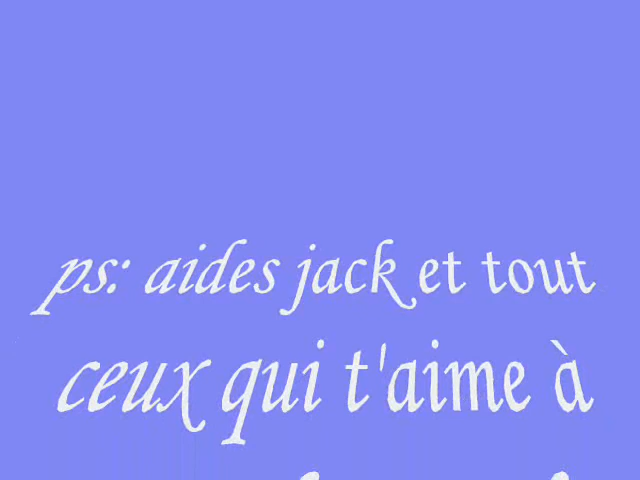 ps: aides jack et tout
ceux qui t'aime à